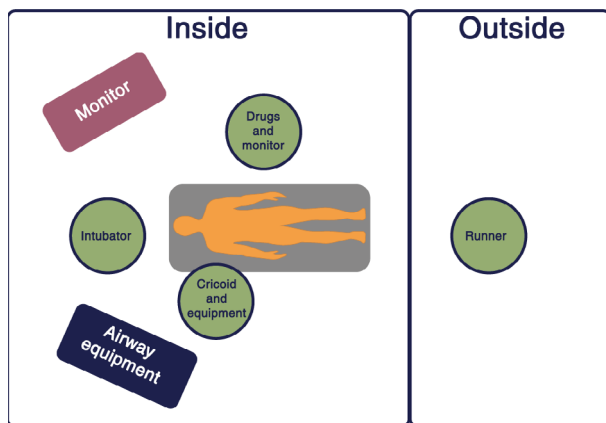 Inside
Outside
Monitor
Drugs
and
monitor
Intubator
Runner
Cricoid
and
equipment
Airway
equipment